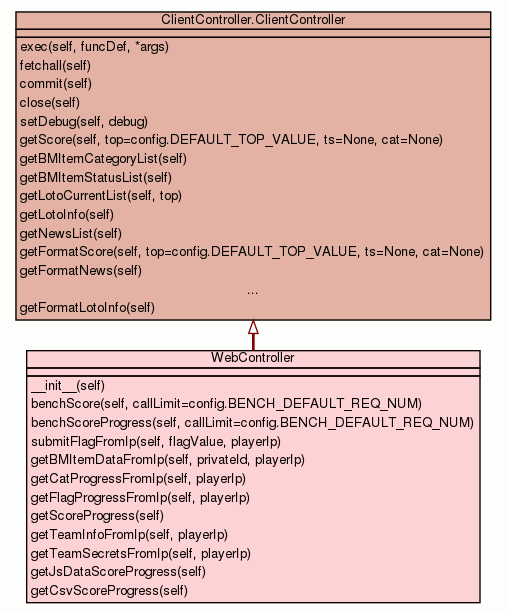 ClientController.ClientController
exec(self, funcDef, *args)
fetchall(self)
commit(self)
close(self)
setDebug(self, debug)
getScore(self, top=config.DEFAULT_TOP_VALUE, ts=None, cat=None)
getBMItemCategoryList(self)
getBMItemStatusList(self)
getLotoCurrentList(self, top)
getLotoInfo(self)
getNewsList(self)
getFormatScore(self, top=config.DEFAULT_TOP_VALUE, ts=None, cat=None)
getFormatNews(self)
...
getFormatLotoInfo(self)
WebController
__init__(self)
benchScore(self, callLimit=config.BENCH_DEFAULT_REQ_NUM)
benchScoreProgress(self, callLimit=config.BENCH_DEFAULT_REQ_NUM)
submitFlagFromIp(self, flagValue, playerIp)
getBMItemDataFromIp(self, privateId, playerIp)
getCatProgressFromIp(self, playerIp)
getFlagProgressFromIp(self, playerIp)
getScoreProgress(self)
getTeamInfoFromIp(self, playerIp)
getTeamSecretsFromIp(self, playerIp)
getJsDataScoreProgress(self)
getCsvScoreProgress(self)